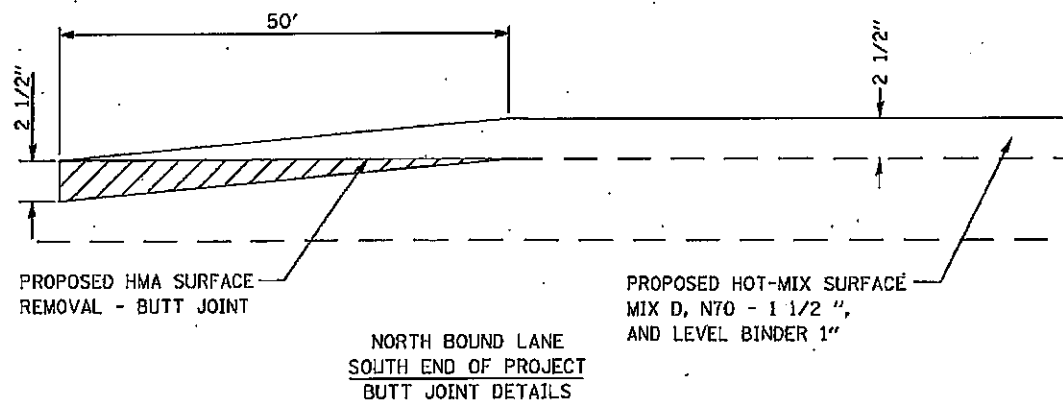 50'
2 1/2"
2 1/2"
PROPOSED HMA SURFACE
REMOVAL - BUTT JOINT
PROPOSED HOT-MIX SURFACE
MIX D, N70 - 1 1/2 ",
AND LEVEL BINDER 1"
NORTH BOUND LANE
SOUTH END OF PROJECT
BUTT JOINT DETAILS